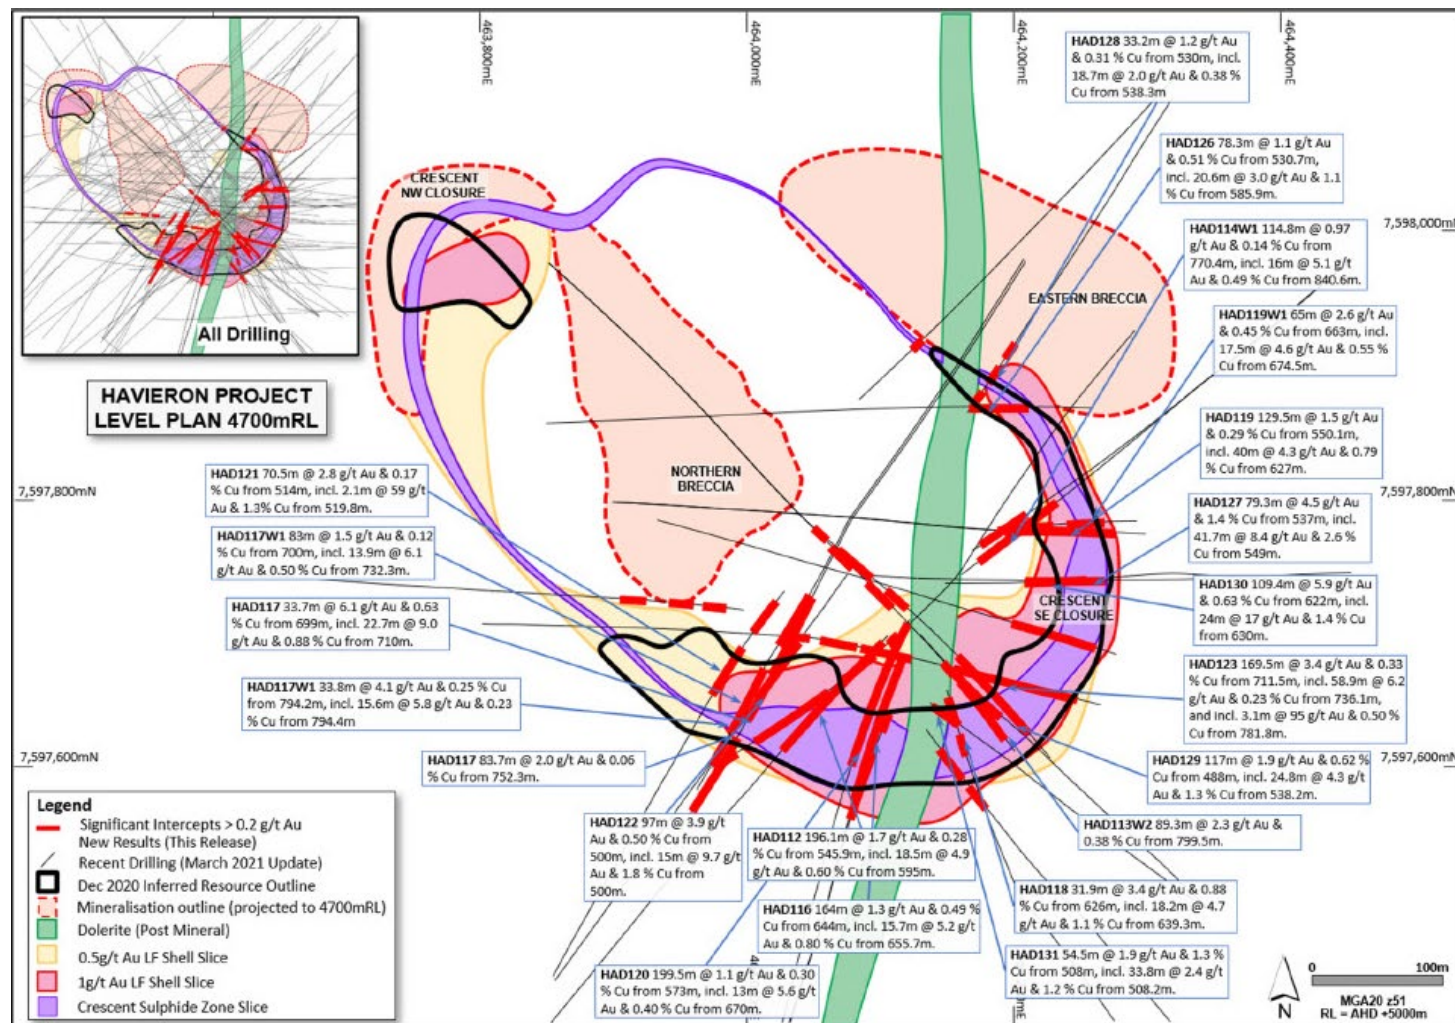 All Drilling
HAVIERON PROJECT
LEVEL PLAN 4700mRL
463,800mE
464,000mE
464,200mE
464,400mE
7,598,000mN
7,597,800mN
7,597,800mN
7,597,600mN
7,597,600mN
CRESCENT
NW CLOSURE
EASTERN BRECCIA
NORTHERN
BRECCIA
CRESCENT
SE CLOSURE
HAD128 33.2m @ 1.2 g/t Au
& 0.31 % Cu from 530m, incl.
18.7m @ 2.0 g/t Au & 0.38 %
Cu from 538.3m
HAD126 78.3m @ 1.1 g/t Au
& 0.51 % Cu from 530.7m,
incl. 20.6m @ 3.0 g/t Au & 1.1
% Cu from 585.9m.
HAD114W1 114.8m @ 0.97
g/t Au & 0.14 % Cu from
770.4m, incl. 16m @ 5.1 g/t
Au & 0.49 % Cu from 840.6m.
HAD119W1 65m @ 2.6 g/t Au
& 0.45 % Cu from 663m, incl.
17.5m @ 4.6 g/t Au & 0.55 %
Cu from 674.5m.
HAD119 129.5m @ 1.5 g/t Au
& 0.29 % Cu from 550.1m,
incl. 40m @ 4.3 g/t Au & 0.79
% Cu from 627m.
HAD127 79.3m @ 4.5 g/t Au
& 1.4 % Cu from 537m, incl.
41.7m @ 8.4 g/t Au & 2.6 %
Cu from 549m.
HAD130 109.4m @ 5.9 g/t Au
& 0.63 % Cu from 622m, incl.
24m @ 17 g/t Au & 1.4 % Cu
from 630m.
HAD123 169.5m @ 3.4 g/t Au & 0.33
% Cu from 711.5m, incl. 58.9m @ 6.2
g/t Au & 0.23 % Cu from 736.1m,
and incl. 3.1m @ 95 g/t Au & 0.50 %
Cu from 781.8m.
HAD129 117m @ 1.9 g/t Au & 0.62 %
Cu from 488m, incl. 24.8m @ 4.3 g/t
Au & 1.3 % Cu from 538.2m.
HAD113W2 89.3m @ 2.3 g/t Au &
0.38 % Cu from 799.5m.
HAD118 31.9m @ 3.4 g/t Au & 0.88
% Cu from 626m, incl. 18.2m @ 4.7
g/t Au & 1.1 % Cu from 639.3m.
HAD131 54.5m @ 1.9 g/t Au & 1.3 %
Cu from 508m, incl. 33.8m @ 2.4 g/t
Au & 1.2 % Cu from 508.2m.
HAD121 70.5m @ 2.8 g/t Au & 0.17
% Cu from 514m, incl. 2.1m @ 59 g/t
Au & 1.3% Cu from 519.8m.
HAD117W1 83m @ 1.5 g/t Au & 0.12
% Cu from 700m, incl. 13.9m @ 6.1
g/t Au & 0.50 % Cu from 732.3m.
HAD117 33.7m @ 6.1 g/t Au & 0.63
% Cu from 699m, incl. 22.7m @ 9.0
g/t Au & 0.88 % Cu from 710m.
HAD117W1 33.8m @ 4.1 g/t Au & 0.25 % Cu
from 794.2m, incl. 15.6m @ 5.8 g/t Au & 0.23
% Cu from 794.4m
HAD117 83.7m @ 2.0 g/t Au & 0.06
% Cu from 752.3m.
HAD122 97m @ 3.9 g/t
Au & 0.50 % Cu from
500m, incl. 15m @ 9.7 g/t
Au & 1.8 % Cu from
500m.
HAD112 196.1m @ 1.7 g/t Au & 0.28
% Cu from 545.9m, incl. 18.5m @ 4.9
g/t Au & 0.60 % Cu from 595m.
HAD116 164m @ 1.3 g/t Au & 0.49 %
Cu from 644m, incl. 15.7m @ 5.2 g/t
Au & 0.80 % Cu from 655.7m.
HAD120 199.5m @ 1.1 g/t Au & 0.30
% Cu from 573m, incl. 13m @ 5.6 g/t
Au & 0.40 % Cu from 670m.
Legend
Significant Intercepts > 0.2 g/t Au
New Results (This Release)
Recent Drilling (March 2021 Update)
Dec 2020 Inferred Resource Outline
Mineralisation outline (projected to 4700mRL)
Dolerite (Post Mineral)
0.5g/t Au LF Shell Slice
1g/t Au LF Shell Slice
Crescent Sulphide Zone Slice
N
0 100m
MGA20 z51
RL = AHD +5000m